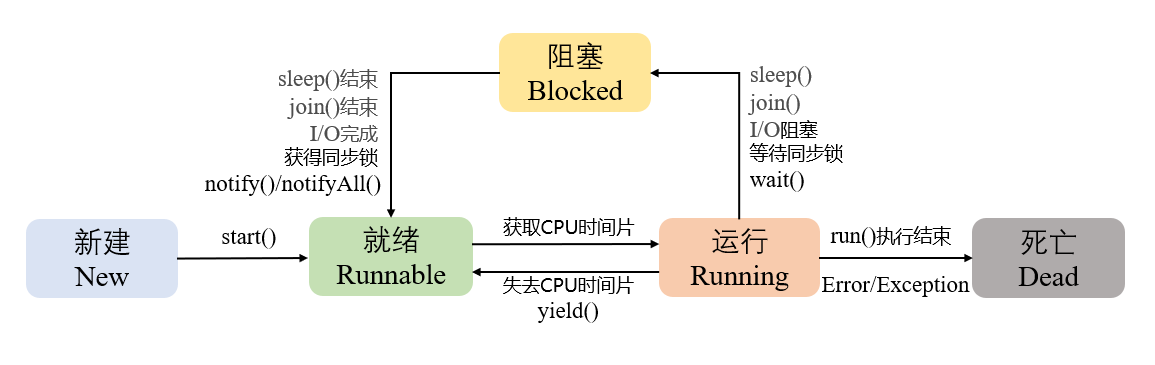 阻塞
Blocked
sleep()结束
join()结束
I/O完成
获得同步锁
notify()/notifyAll()
sleep()
join()
I/O阻塞
等待同步锁
wait()
新建
New
start()
就绪
Runnable
获取CPU时间片
失去CPU时间片
yield()
运行
Running
run()执行结束
Error/Exception
死亡
Dead